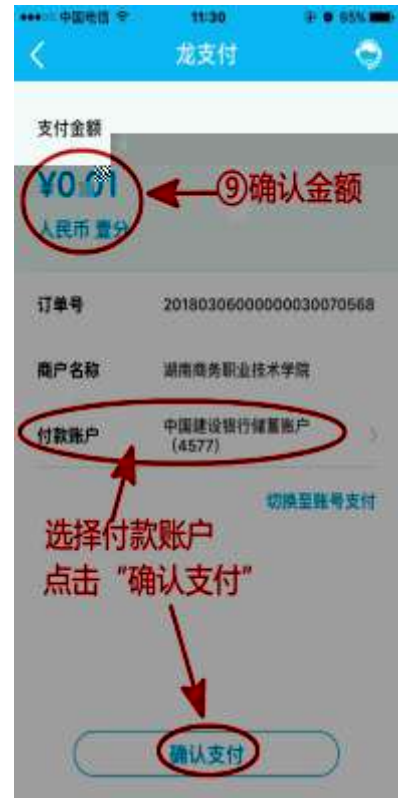 中国电信 11:30 95%
龙支付
支付金额
¥0.01
⑨确认金额
人民币 壹分
订单号 20180306000000030070568
商户名称 湖南商务职业技术学院
付款账户 中国建设银行储蓄账户
(4577)
切换至账号支付
选择付款账户
点击“确认支付”
确认支付